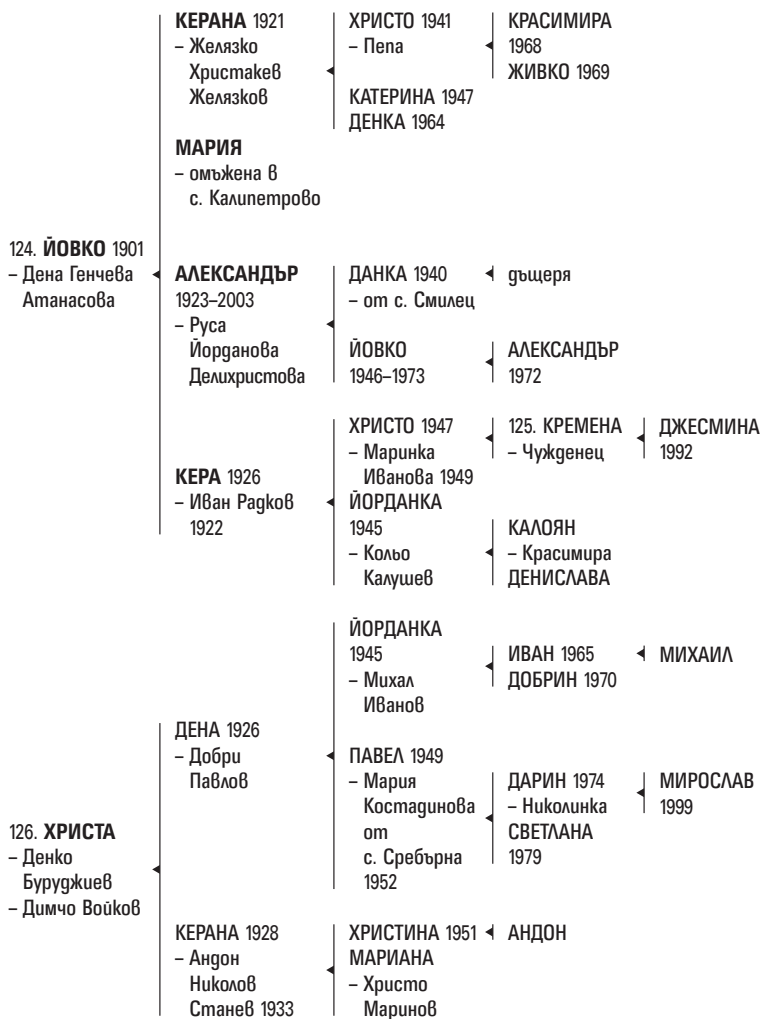 КЕРАНА 1921
– Желязко
Христакев
Желязков
ХРИСТО 1941
– Пепа
КРАСИМИРА
1968
ЖИВКО 1969
КАТЕРИНА 1947
ДЕНКА 1964
МАРИЯ
– омъжена в
с. Калипетрово
124. ЙОВКО 1901
– Дена Генчева
Атанасова
АЛЕКСАНДЪР
1923–2003
– Руса
Йорданова
Делихристова
ДАНКА 1940
– от с. Смилец
дъщеря
ЙОВКО
1946–1973
АЛЕКСАНДЪР
1972
КЕРА 1926
– Иван Радков
1922
ХРИСТО 1947
– Маринка
Иванова 1949
125. КРЕМЕНА
– Чужденец
ДЖЕСМИНА
1992
ЙОРДАНКА
1945
– Кольо
Калушев
КАЛОЯН
– Красимира
ДЕНИСЛАВА
126. ХРИСТА
– Денко
Буруджиев
– Димчо Войков
ДЕНА 1926
– Добри
Павлов
ЙОРДАНКА
1945
– Михал
Иванов
ИВАН 1965
ДОБРИН 1970
МИХАИЛ
ПАВЕЛ 1949
– Мария
Костадинова
от
с. Сребърна
1952
ДАРИН 1974
– Николинка
СВЕТЛАНА
1979
МИРОСЛАВ
1999
КЕРАНА 1928
– Андон
Николов
Станев 1933
ХРИСТИНА 1951
МАРИАНА
– Христо
Маринов
АНДОН